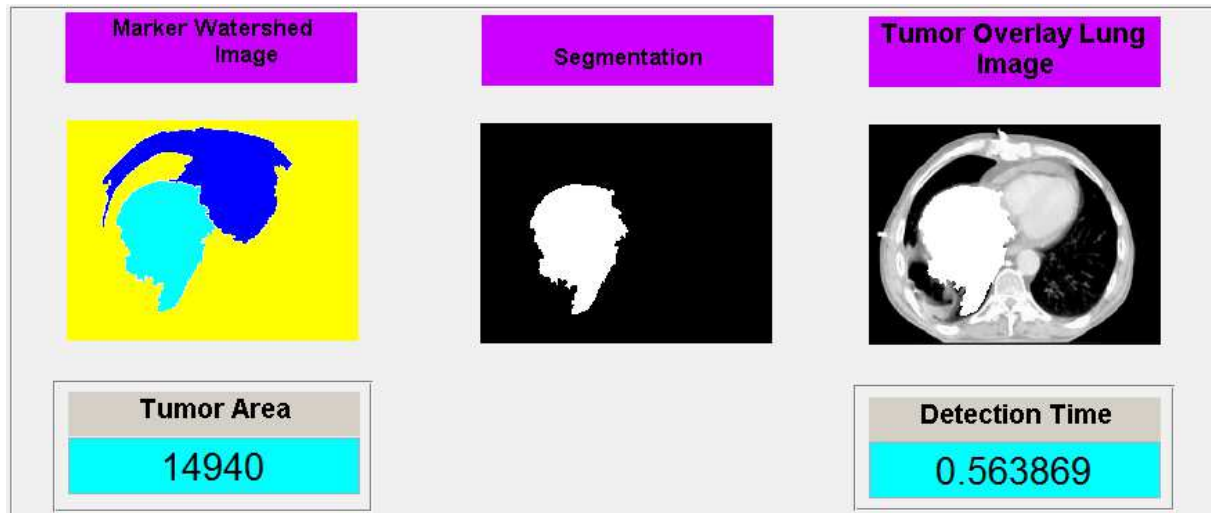 Marker Watershed
Image
Segmentation
Tumor Overlay Lung
Image
Tumor Area
14940
Detection Time
0.563869